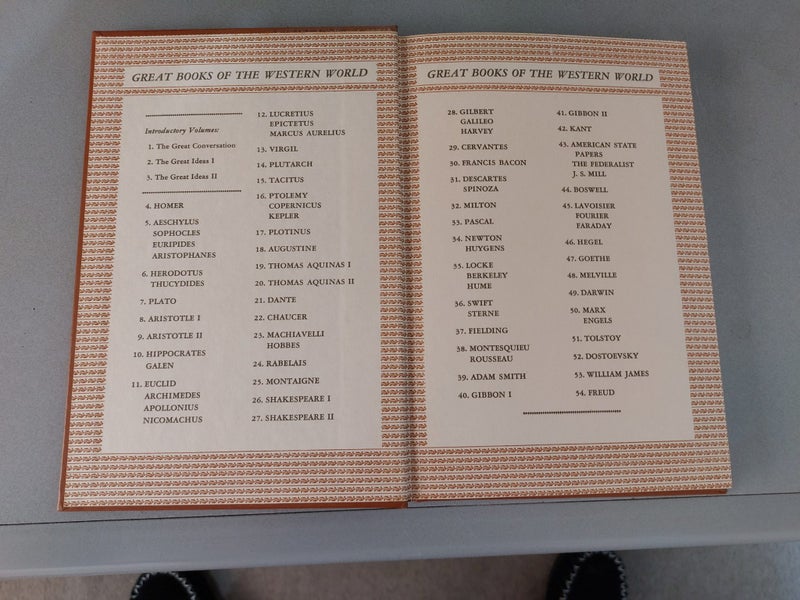 GREAT BOOKS OF THE WESTERN WORLD
Introductory Volumes:
1. The Great Conversation
2. The Great Ideas I
3. The Great Ideas II
4. HOMER
5. AESCHYLUS
SOPHOCLES
EURIPIDES
ARISTOPHANES
6. HERODOTUS
THUCYDIDES
7. PLATO
8. ARISTOTLE I
9. ARISTOTLE II
10. HIPPOCRATES
GALEN
11. EUCLID
ARCHIMEDES
APOLLONIUS
NICOMACHUS
12. LUCRETIUS
EPICTETUS
MARCUS AURELIUS
13. VIRGIL
14. PLUTARCH
15. TACITUS
16. PTOLEMY
COPERNICUS
KEPLER
17. PLOTINUS
18. AUGUSTINE
19. THOMAS AQUINAS I
20. THOMAS AQUINAS II
21. DANTE
22. CHAUCER
23. MACHIAVELLI
HOBBES
24. RABELAIS
25. MONTAIGNE
26. SHAKESPEARE I
27. SHAKESPEARE II
GREAT BOOKS OF THE WESTERN WORLD
28. GILBERT
GALILEO
HARVEY
29. CERVANTES
30. FRANCIS BACON
31. DESCARTES
SPINOZA
32. MILTON
33. PASCAL
34. NEWTON
HUYGENS
35. LOCKE
BERKELEY
HUME
36. SWIFT
STERNE
37. FIELDING
38. MONTESQUIEU
ROUSSEAU
39. ADAM SMITH
40. GIBBON I
41. GIBBON II
42. KANT
43. AMERICAN STATE
PAPERS
THE FEDERALIST
J. S. MILL
44. BOSWELL
45. LAVOISIER
FOURIER
FARADAY
46. HEGEL
47. GOETHE
48. MELVILLE
49. DARWIN
50. MARX
ENGELS
51. TOLSTOY
52. DOSTOEVSKY
53. WILLIAM JAMES
54. FREUD